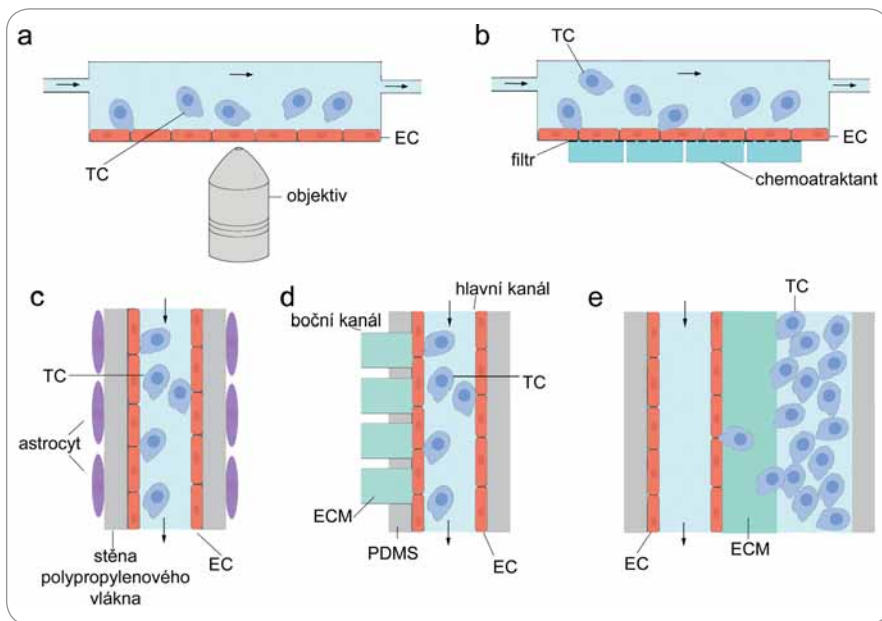 a
TC
EC
objektiv
b
TC
EC
filtr
chemoatraktant
c
TC
astrocyt
stěna
polypropylenového
vlákna
EC
d
hlavní kanál
boční kanál
TC
ECM
PDMS
EC
e
TC
EC
ECM